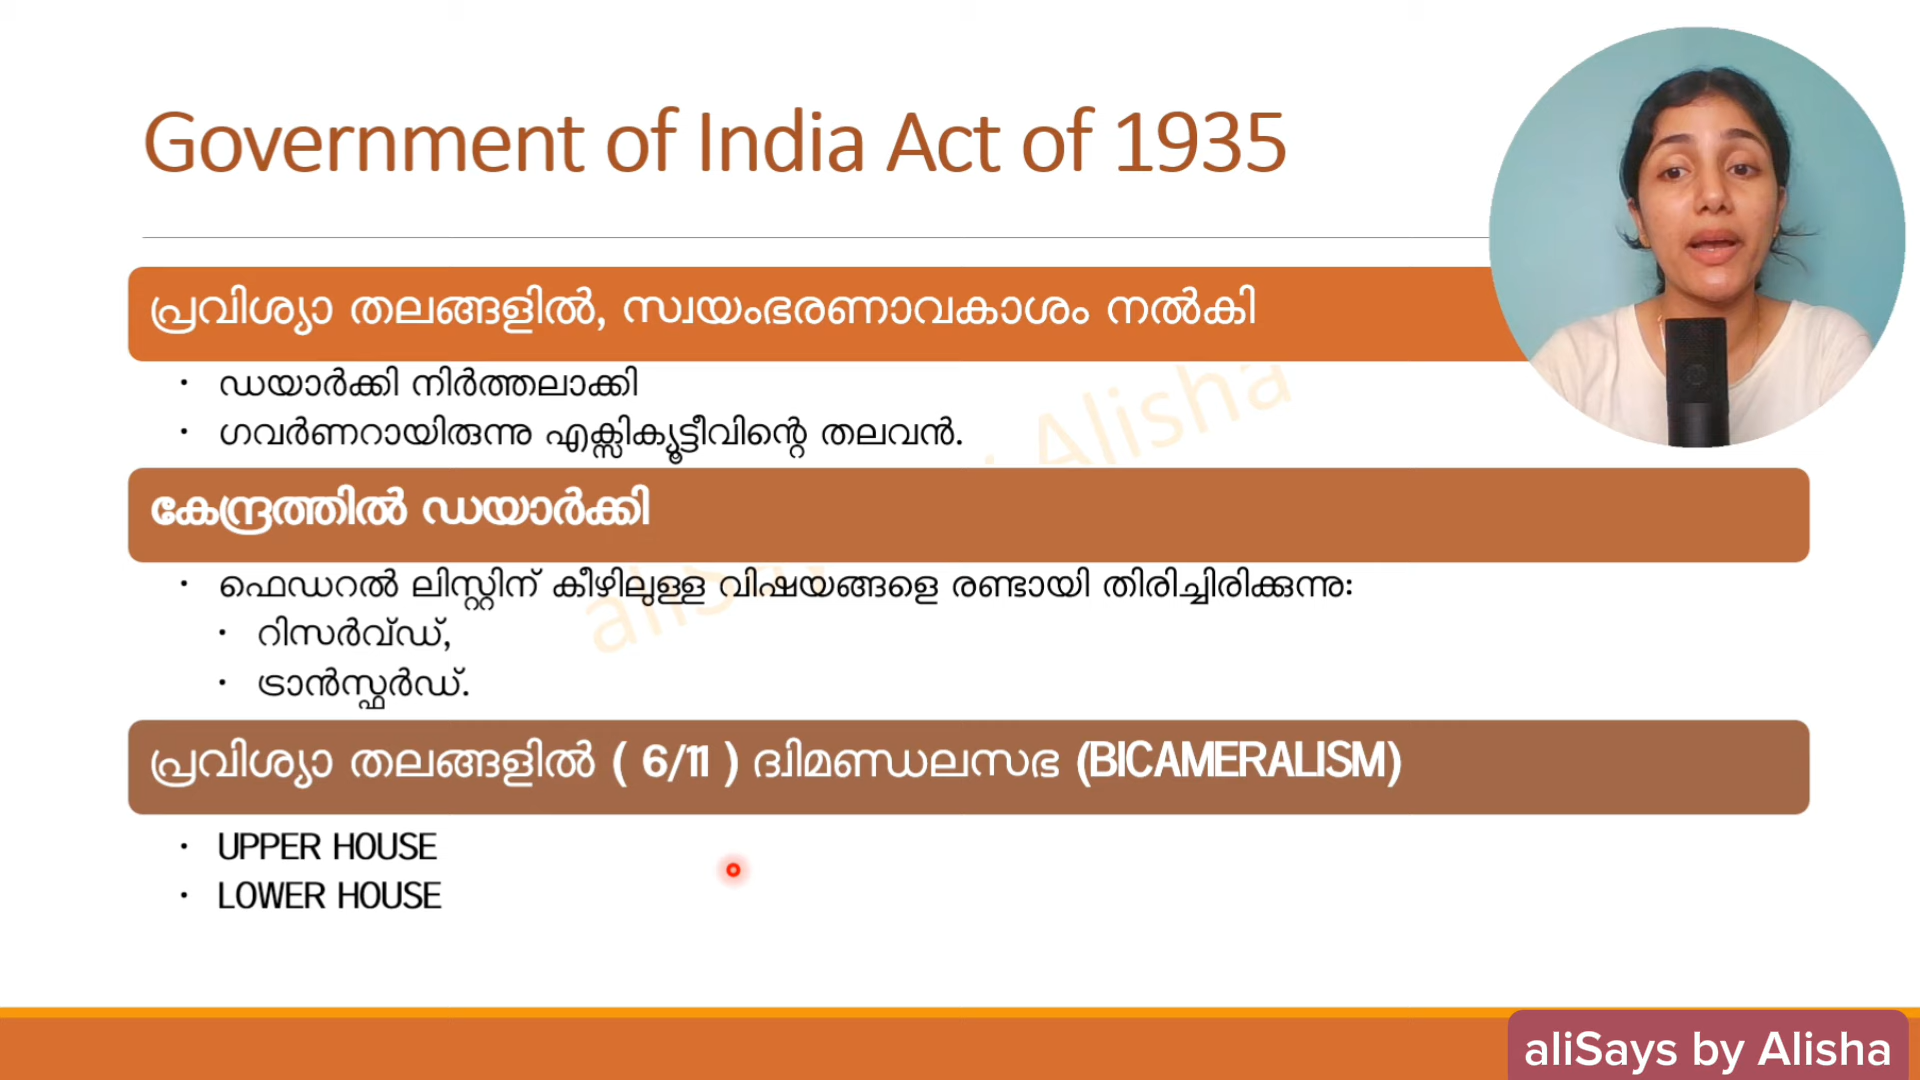 Government of India Act of 1935
പ്രവിശ്യാ തലങ്ങളിൽ, സ്വയംഭരണാവകാശം നൽകി
• ഡയാർക്കി നിർത്തലാക്കി
• ഗവർണറായിരുന്നു എക്സിക്യൂട്ടീവിന്റെ തലവൻ.
കേന്ദ്രത്തിൽ ഡയാർക്കി
• ഫെഡറൽ ലിസ്റ്റിന് കീഴിലുള്ള വിഷയങ്ങളെ രണ്ടായി തിരിച്ചിരിക്കുന്നു:
• റിസർവ്ഡ്,
• ട്രാൻസ്ഫർഡ്.
പ്രവിശ്യാ തലങ്ങളിൽ ( 6/11 ) ദ്വിമണ്ഡലസഭ (BICAMERALISM)
• UPPER HOUSE
• LOWER HOUSE
aliSays by Alisha